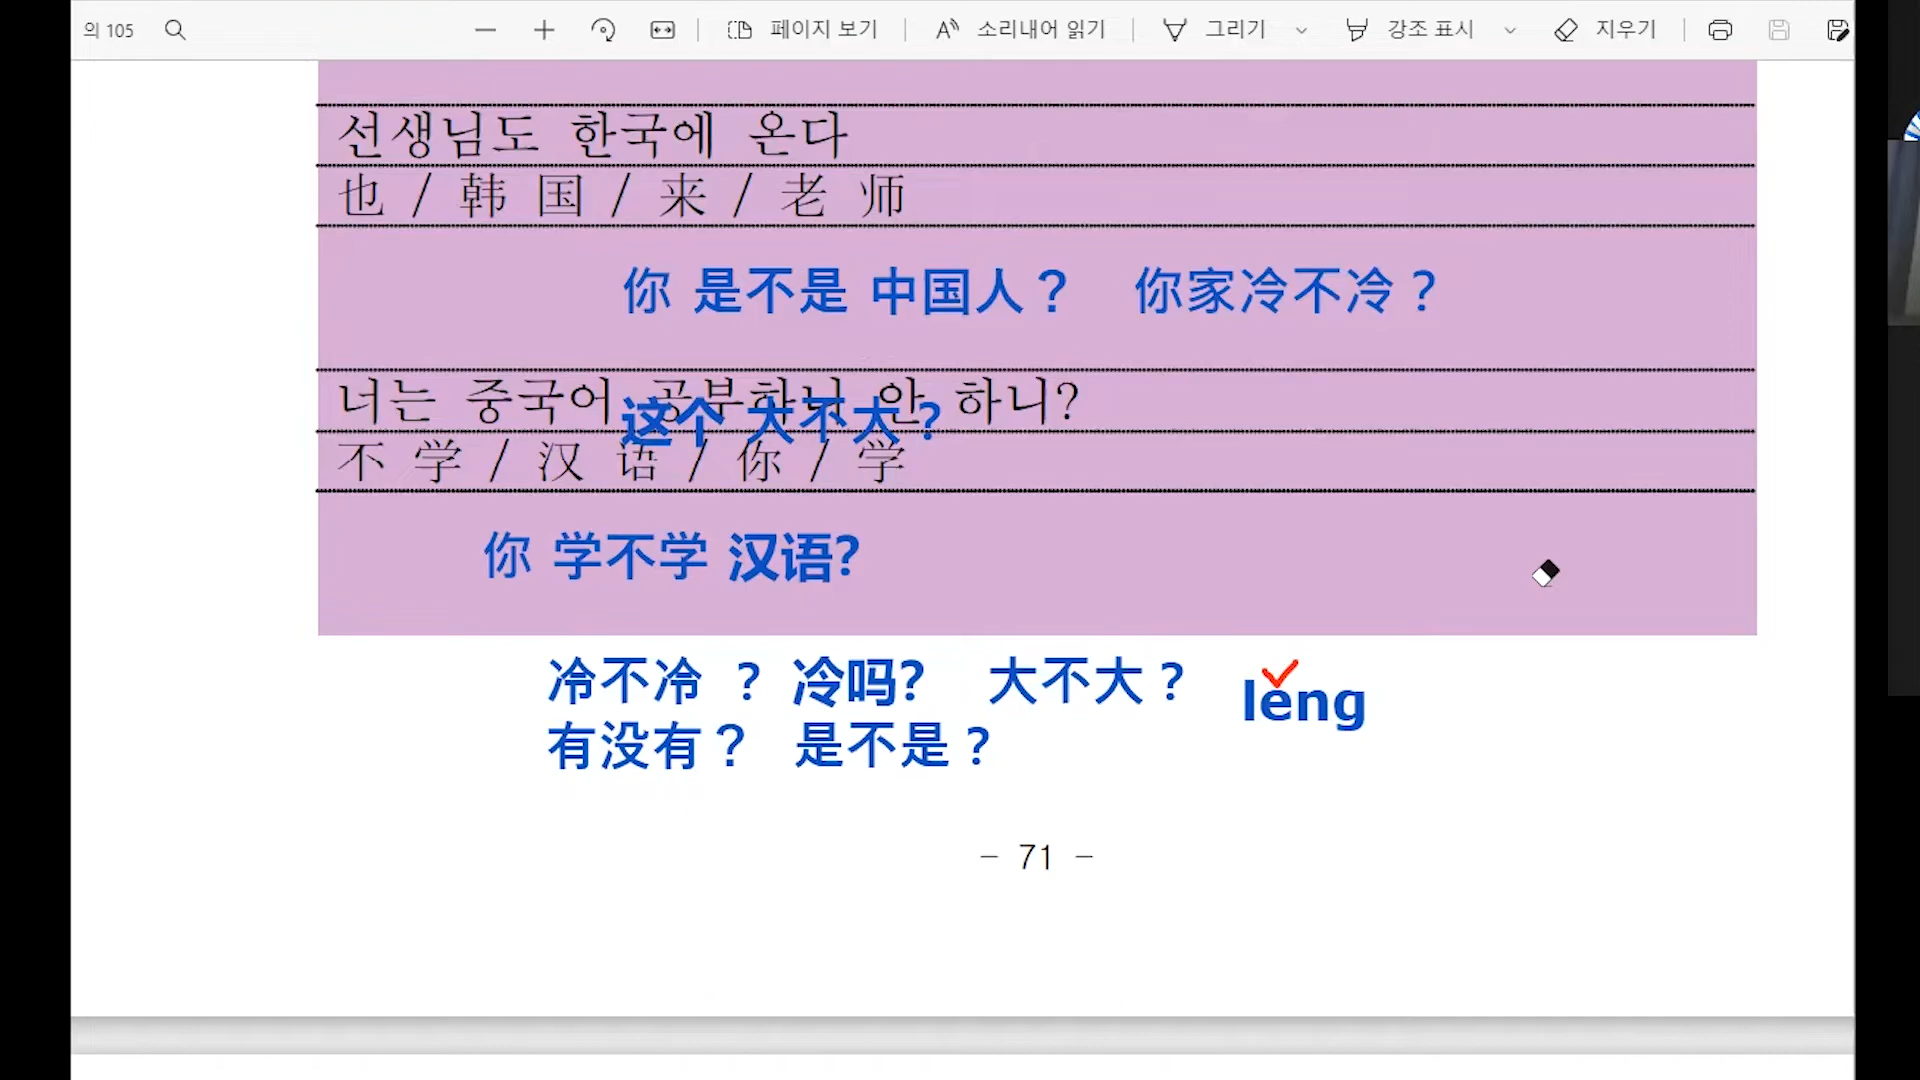 의 105 페이지 보기 소리내어 읽기 그리기 강조 표시 지우기
선생님도 한국에 온다
也 / 韩 国 / 来 / 老 师
你 是不是 中国人? 你家冷不冷?
너는 중국어 공부하니 안 하니?
这个 大不大?
不 学 / 汉 语 / 你 / 学
你 学不学 汉语?
冷不冷 ? 冷吗? 大不大? leng
有没有? 是不是?
- 71 -